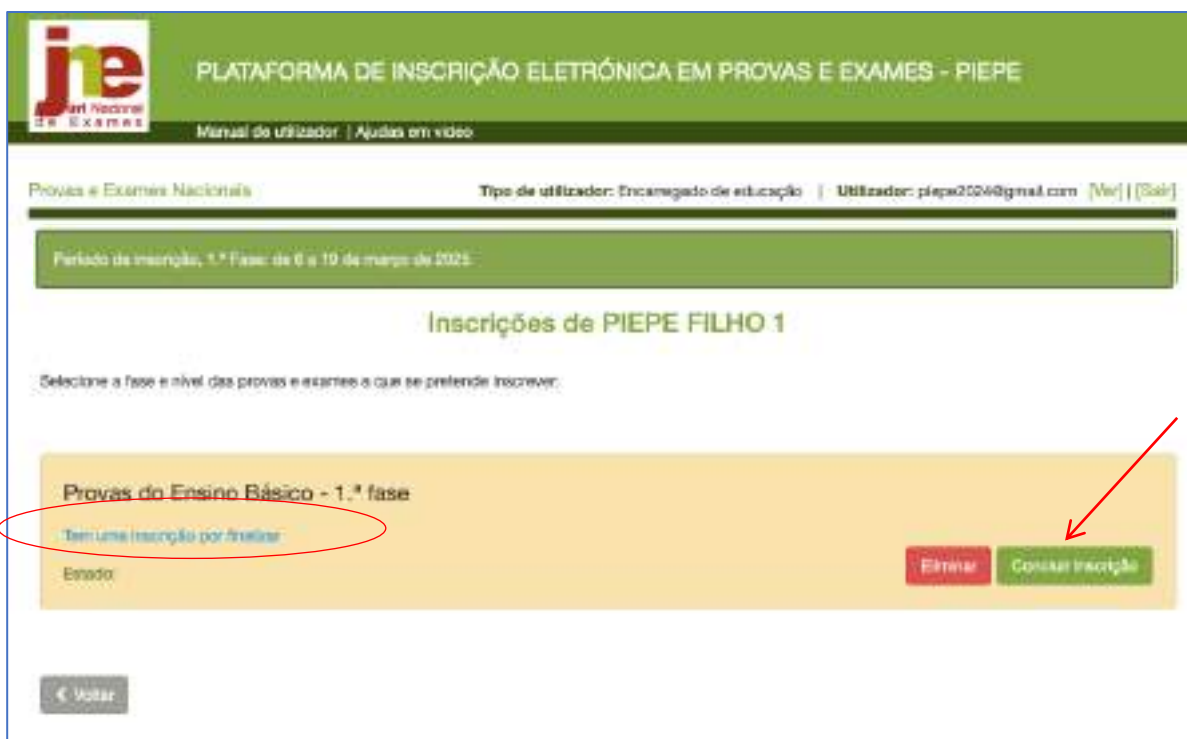 jne
Nacional
de Exames
PLATAFORMA DE INSCRIÇÃO ELETRÓNICA EM PROVAS E EXAMES - PIEPE
Manual do utilizador | Ajudas em vídeo
Provas e Exames Nacionais
Tipo de utilizador: Encarregado de educação | Utilizador: piepe2024@gmail.com [Ver] | [Sair]
Período de inscrição, 1.ª Fase: de 6 a 19 de março de 2025
Inscrições de PIEPE FILHO 1
Selecione a fase e nível das provas e exames a que se pretende inscrever:
Provas do Ensino Básico - 1.ª fase
Tem uma inscrição por finalizar
Estado:
Eliminar
Concluir inscrição
Voltar